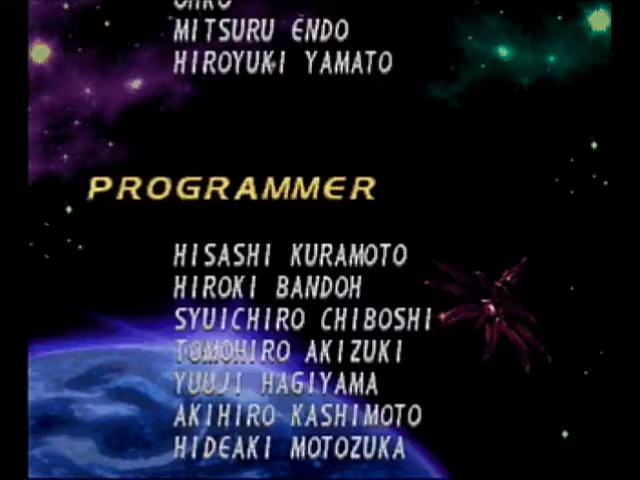 MITSURU ENDO
HIROYUKI YAMATO
PROGRAMMER
HISASHI KURAMOTO
HIROKI BANDOH
SYUICHIRO CHIBOSHI
TOMOHIRO AKIZUKI
YUUJI HAGIYAMA
AKIHIRO KASHIMOTO
HIDEAKI MOTOZUKA